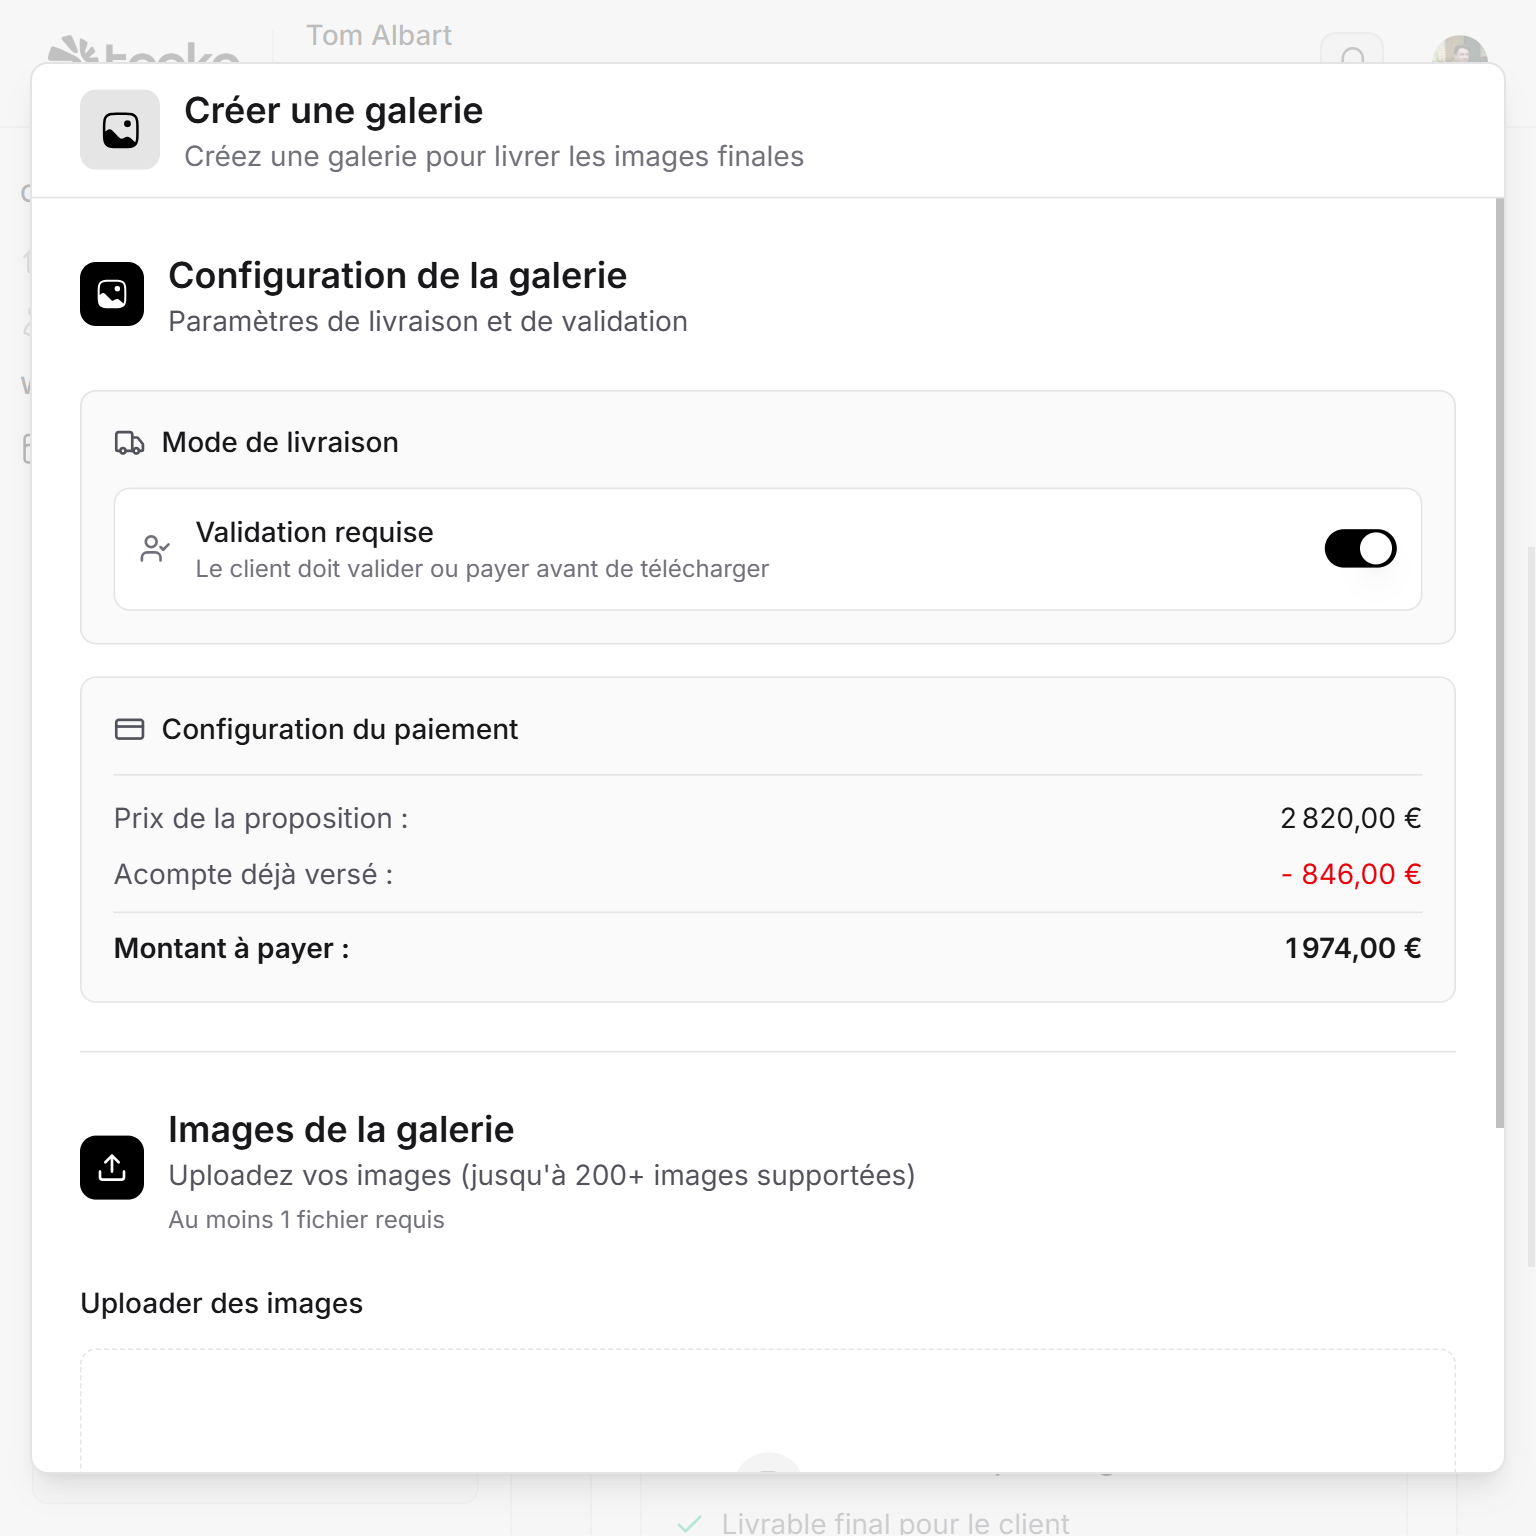 Tom Albart
Créer une galerie
Créez une galerie pour livrer les images finales
Configuration de la galerie
Paramètres de livraison et de validation
Mode de livraison
Validation requise
Le client doit valider ou payer avant de télécharger
Configuration du paiement
Prix de la proposition : 2 820,00 €
Acompte déjà versé : - 846,00 €
Montant à payer : 1 974,00 €
Images de la galerie
Uploadez vos images (jusqu'à 200+ images supportées)
Au moins 1 fichier requis
Uploader des images
Livrable final pour le client